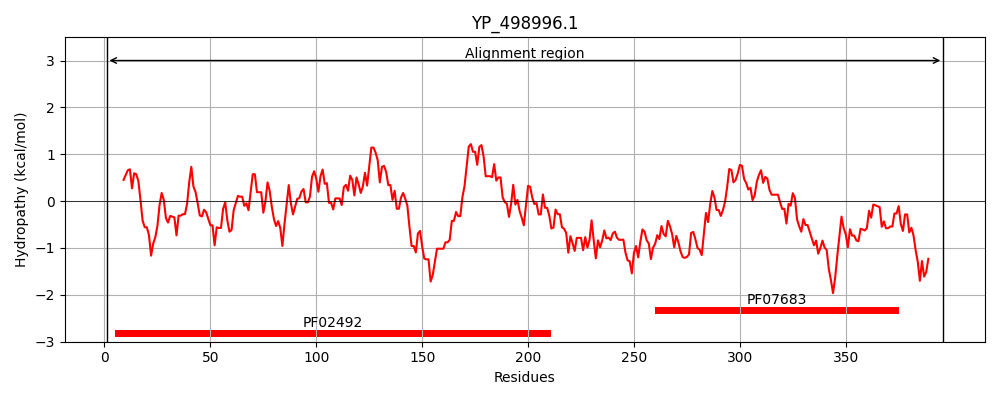 YP_498996.1
Alignment region
Hydropathy (kcal/mol)
3
2
1
0
−1
−2
−3
PF07683
PF02492
0 50 100 150 200 250 300 350
Residues